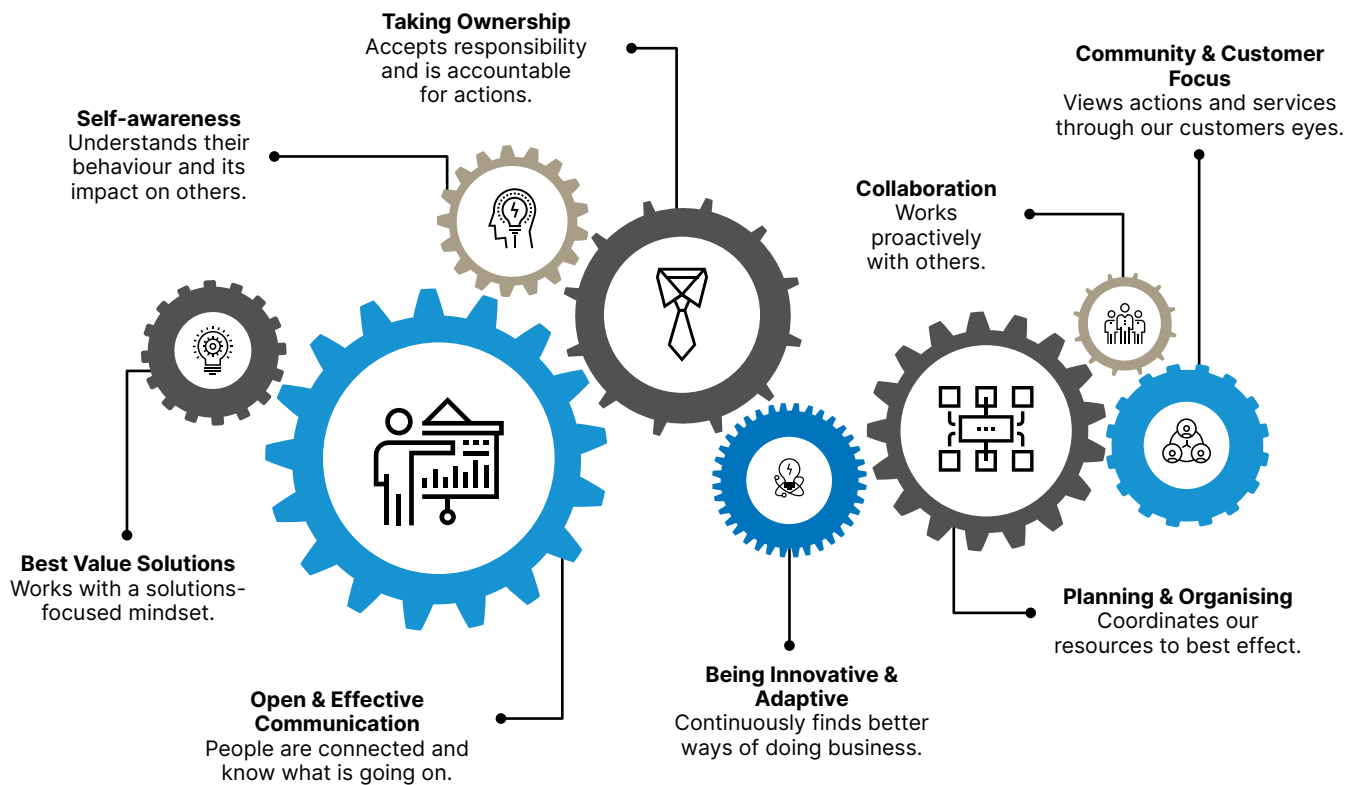 Taking Ownership
Accepts responsibility
and is accountable
for actions.
Community & Customer
Focus
Views actions and services
through our customers eyes.
Self-awareness
Understands their
behaviour and its
impact on others.
Collaboration
Works
proactively
with others.
Best Value Solutions
Works with a solutions-
focused mindset.
Planning & Organising
Coordinates our
resources to best effect.
Open & Effective
Communication
People are connected and
know what is going on.
Being Innovative &
Adaptive
Continuously finds better
ways of doing business.